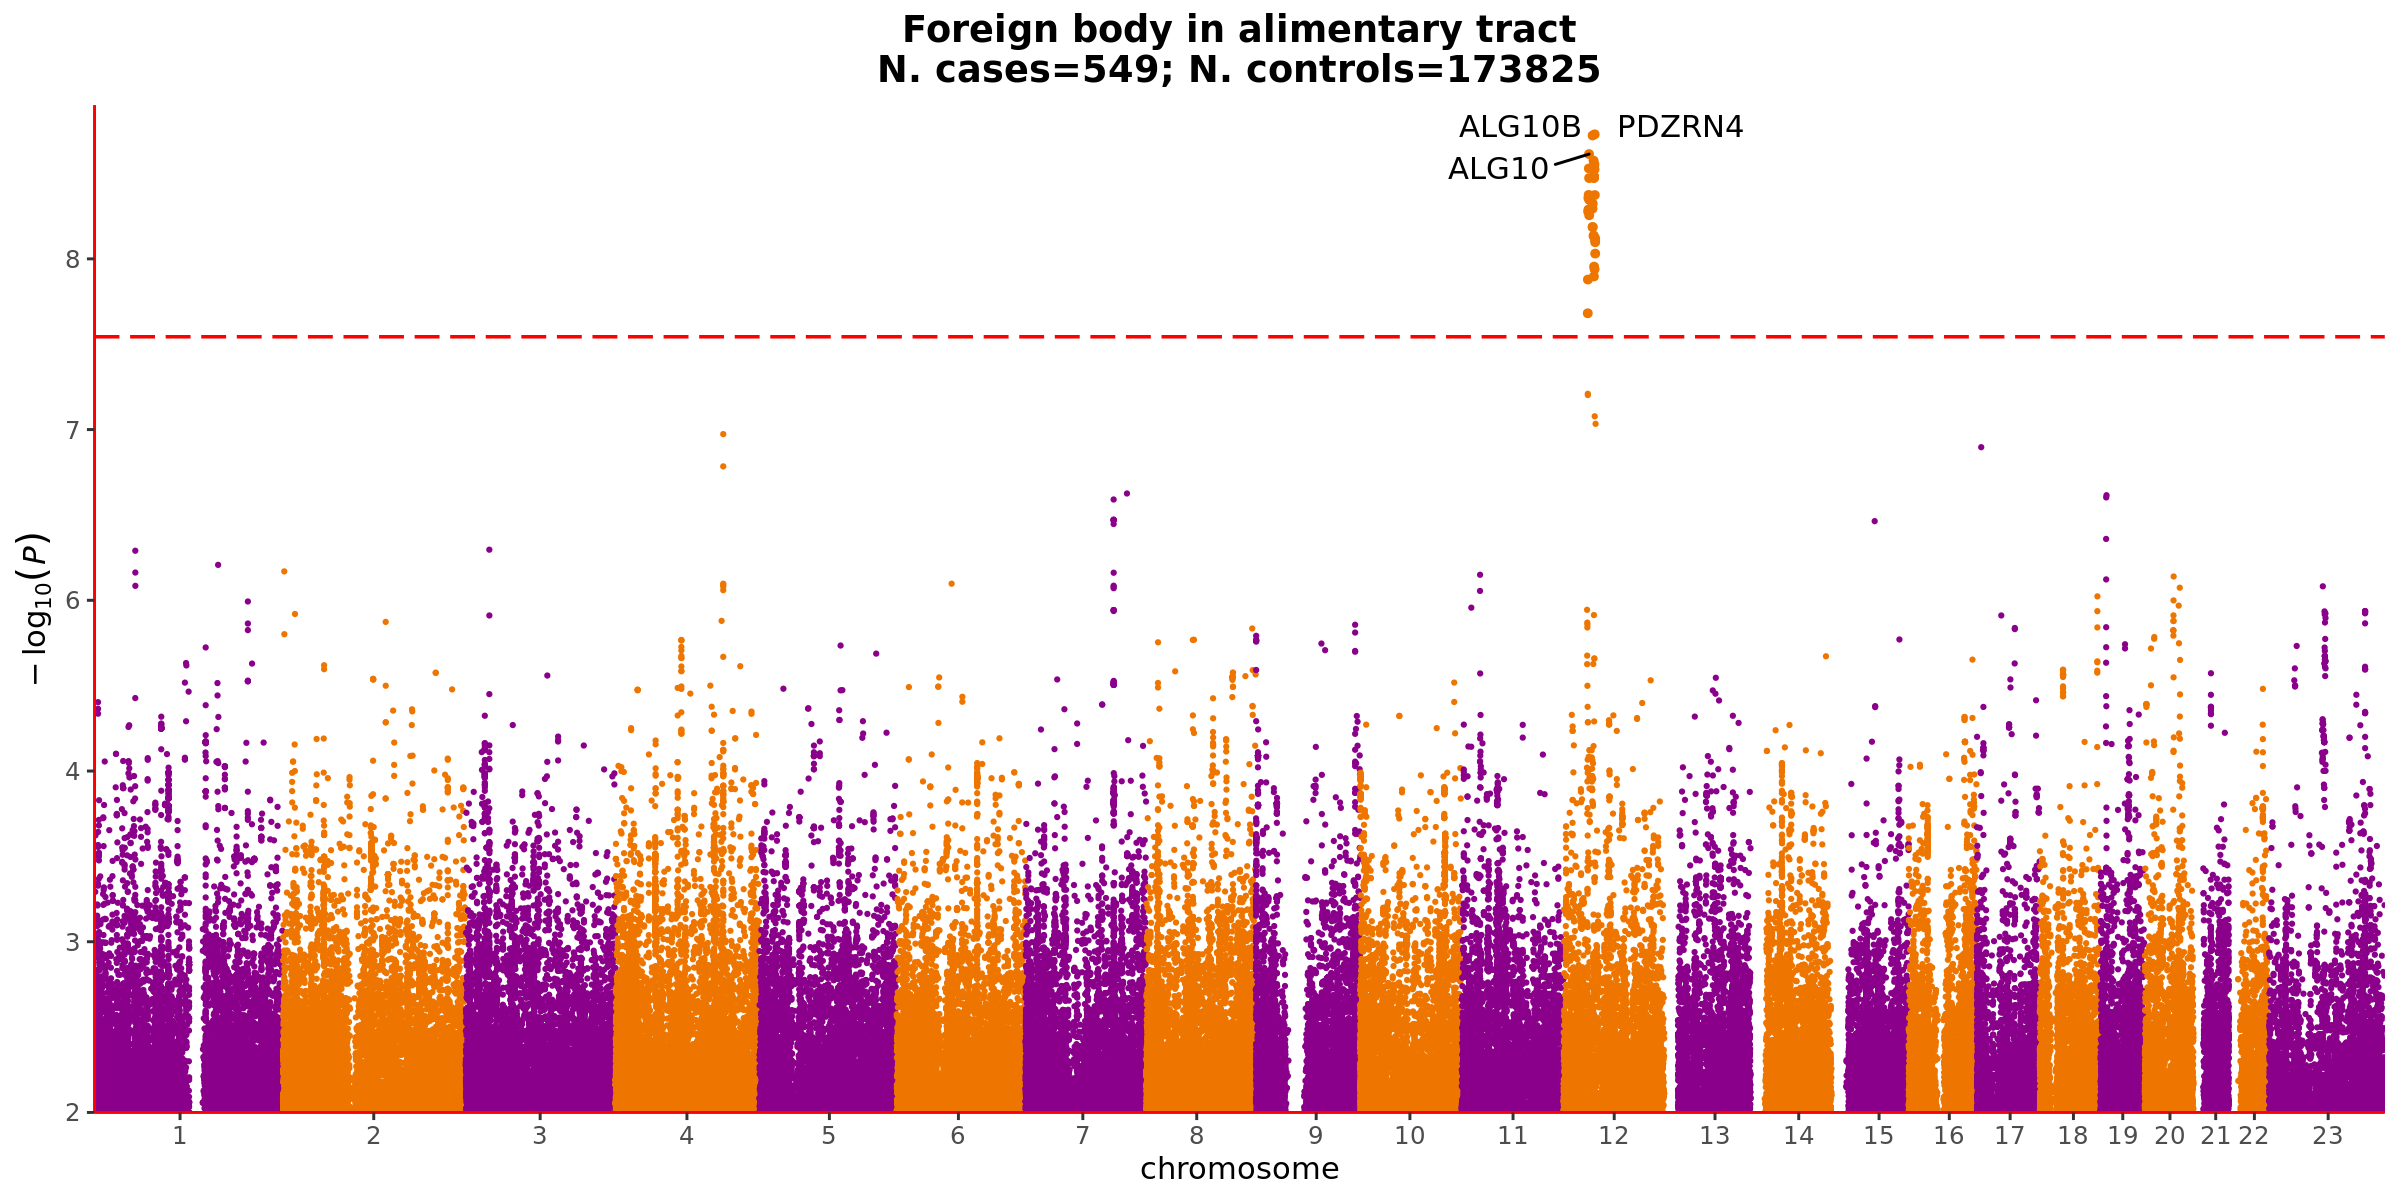 Foreign body in alimentary tract
N. cases=549; N. controls=173825
ALG10B PDZRN4
ALG10
8
7
6
4
3
2
−log10(P)
1 2 3 4 5 6 7 8 9 10 11 12 13 14 15 16 17 18 19 20 21 22 23
chromosome